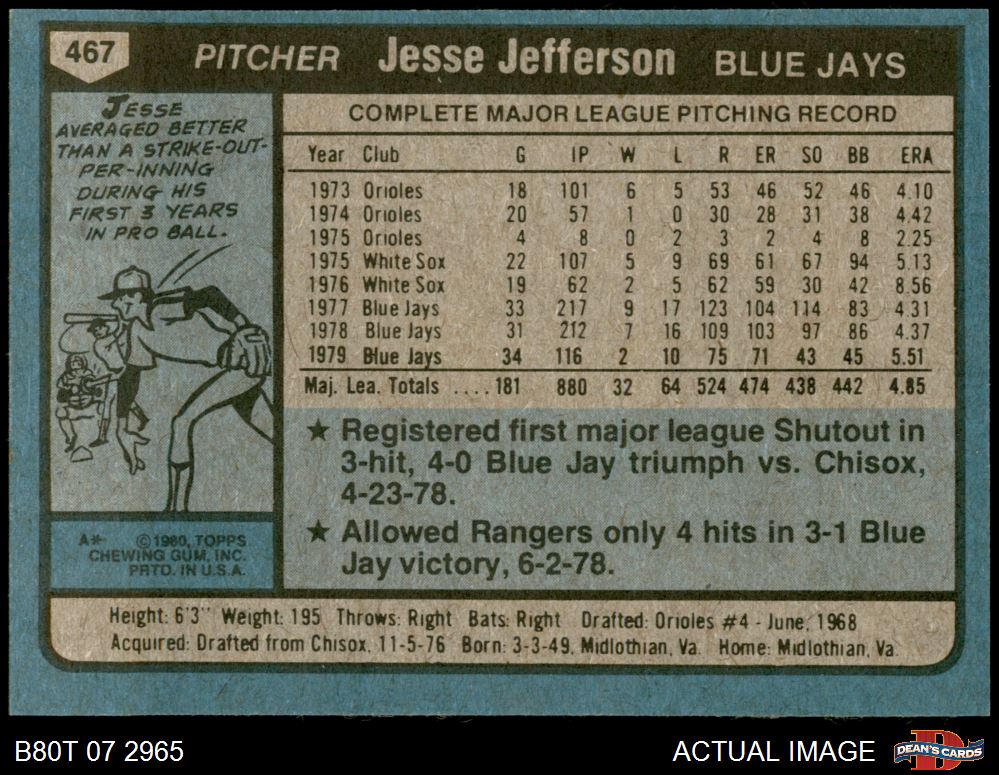 467 PITCHER Jesse Jefferson BLUE JAYS
JESSE
AVERAGED BETTER
THAN A STRIKE-OUT-
PER-INNING
DURING HIS
FIRST 3 YEARS
IN PRO BALL.
COMPLETE MAJOR LEAGUE PITCHING RECORD
Year Club G IP W L R ER SO BB ERA
1973 Orioles 18 101 6 5 53 46 52 46 4.10
1974 Orioles 20 57 1 0 30 28 31 38 4.42
1975 Orioles 4 8 0 2 3 2 4 8 2.25
1975 White Sox 22 107 5 9 69 61 67 94 5.13
1976 White Sox 19 62 2 5 62 59 30 42 8.56
1977 Blue Jays 33 217 9 17 123 104 114 83 4.31
1978 Blue Jays 31 212 7 16 109 103 97 86 4.37
1979 Blue Jays 34 116 2 10 75 71 43 45 5.51
Maj. Lea. Totals ....181 880 32 64 524 474 438 442 4.85
★ Registered first major league Shutout in
3-hit, 4-0 Blue Jay triumph vs. Chisox,
4-23-78.
★ Allowed Rangers only 4 hits in 3-1 Blue
Jay victory, 6-2-78.
A* ©1980, TOPPS
CHEWING GUM, INC.
PRTD. IN U.S.A.
Height: 6'3" Weight: 195 Throws: Right Bats: Right Drafted: Orioles #4 - June, 1968
Acquired: Drafted from Chisox, 11-5-76 Born: 3-3-49, Midlothian, Va. Home: Midlothian, Va.
B80T 07 2965 ACTUAL IMAGE D DEAN'S CARDS